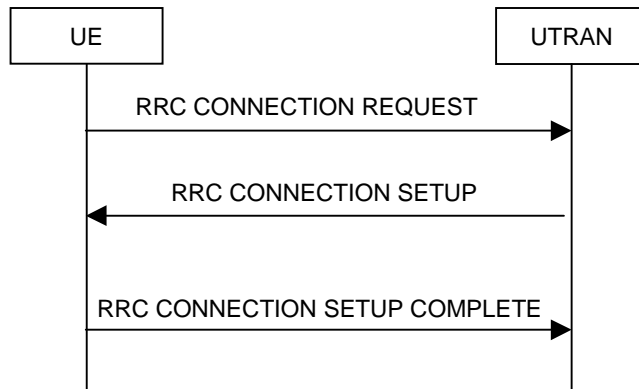 UE
UTRAN
RRC CONNECTION REQUEST
RRC CONNECTION SETUP
RRC CONNECTION SETUP COMPLETE